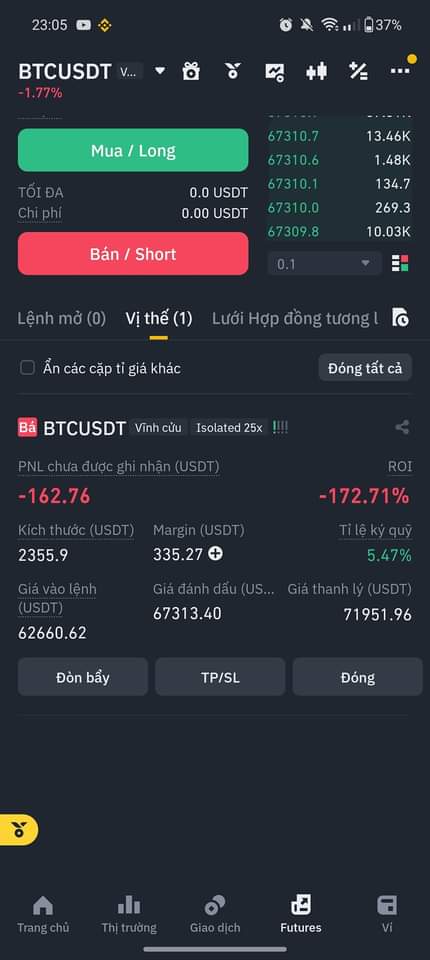 23:05
37%
BTCUSDT V...
-1.77%
Mua / Long
TỐI ĐA 0.0 USDT
Chi phí 0.00 USDT
Bán / Short
67310.7 13.46K
67310.6 1.48K
67310.1 134.7
67310.0 269.3
67309.8 10.03K
0.1
Lệnh mở (0) Vị thế (1) Lưới Hợp đồng tương l
Ẩn các cặp tỉ giá khác Đóng tất cả
Bá BTCUSDT Vĩnh cửu Isolated 25x !!!!
PNL chưa được ghi nhận (USDT) ROI
-162.76 -172.71%
Kích thước (USDT) Margin (USDT) Tỉ lệ ký quỹ
2355.9 335.27 5.47%
Giá vào lệnh (USDT) Giá đánh dấu (US... Giá thanh lý (USDT)
62660.62 67313.40 71951.96
Đòn bẩy TP/SL Đóng
Trang chủ Thị trường Giao dịch Futures Ví